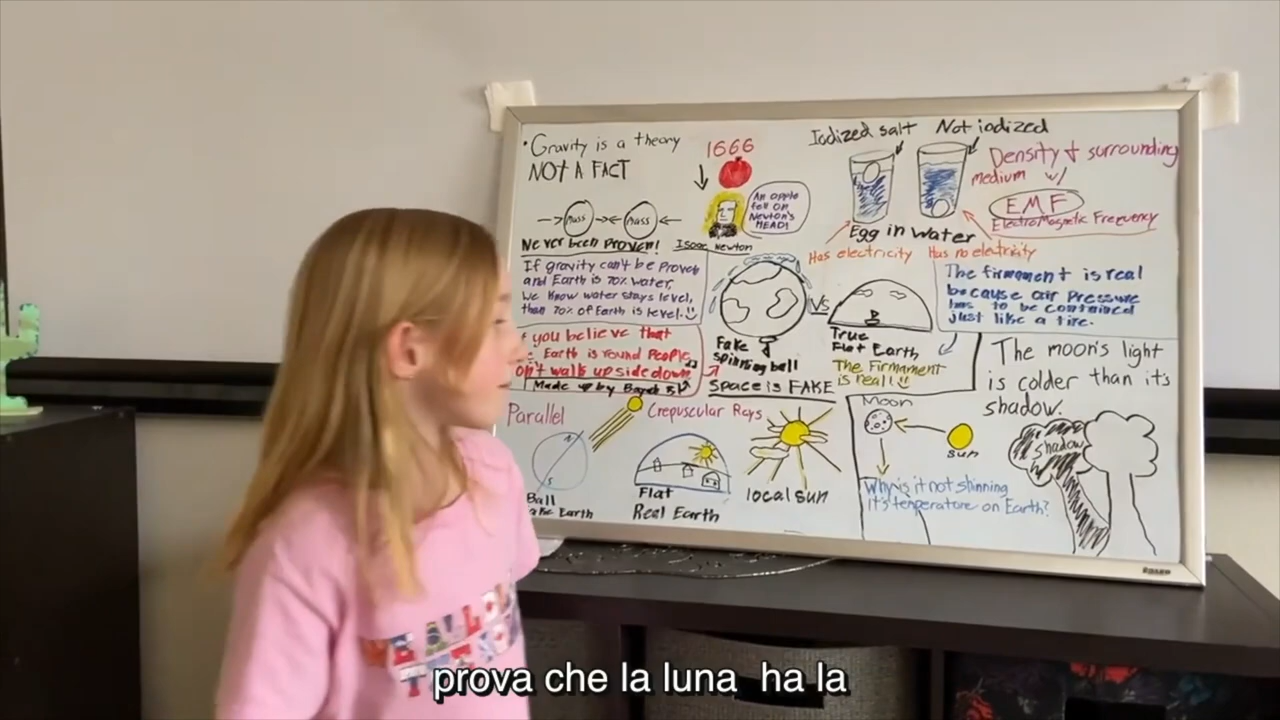 • Gravity is a theory
NOT A FACT
1666
An apple
fell on
Newton's
HEAD!
Isaac Newton
Mass
Mass
Never been Proven!
If gravity can't be Proven
and Earth is 70% water,
We know water stays level,
than 70% of Earth is level.
you believe that
Earth is round People
walk up side down
Made up by
Iodized salt
Not iodized
Density + surrounding
medium w/
EMF
ElectroMagnetic Frequency
Egg in Water
Has electricity
Has no electricity
Vs
Fake
spinning ball
True
Flat Earth
The Firmament
is real!!
Space is FAKE
The firmament is real
because air pressure
has to be contained
just like a tire.
The moon's light
is colder than it's
shadow.
Parallel
Crepuscular Rays
N
S
Ball
Earth
Flat
Real Earth
local sun
Moon
sun
Why is it not shinning
it's temperature on Earth?
shadow
prova che la luna ha la